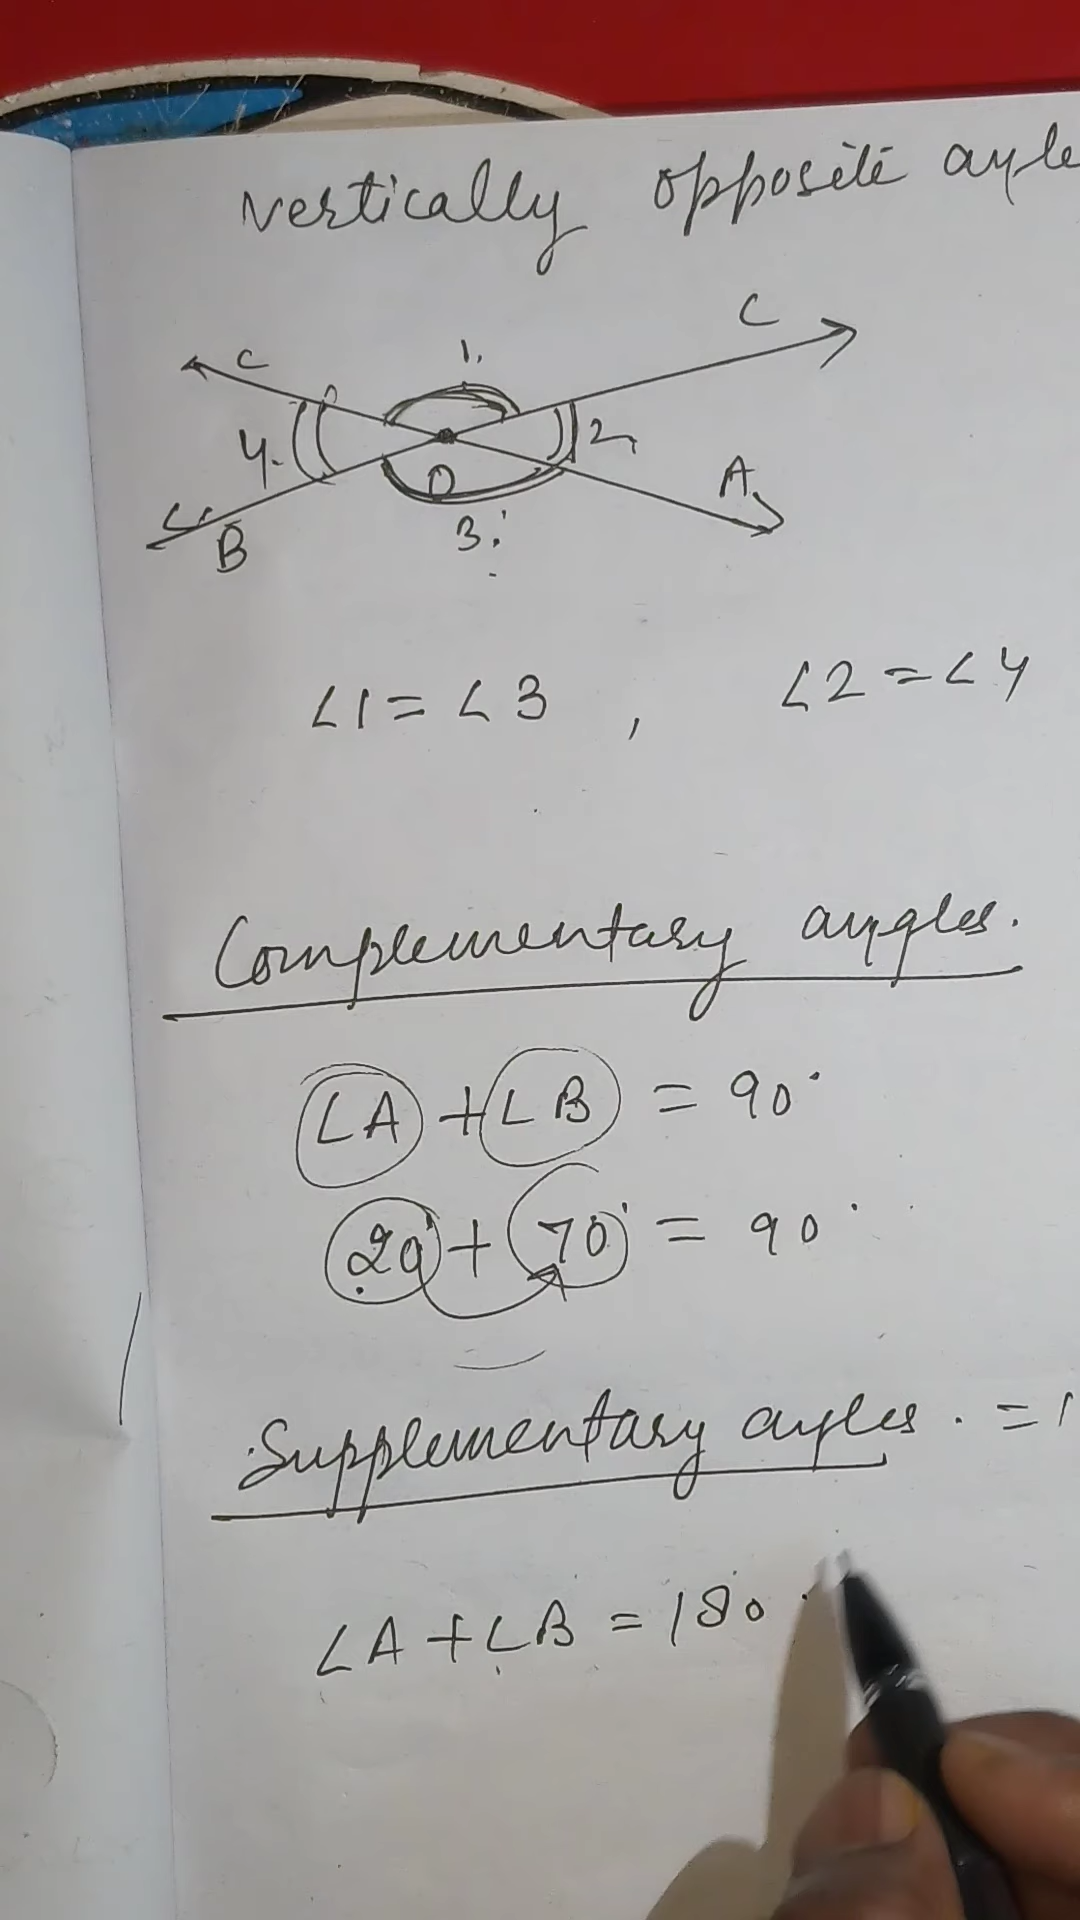 vertically opposite angle
C
C 1.
4. 2
A
O
B 3.
∠1 = ∠3 , ∠2 = ∠4
Complementary angles.
∠A + ∠B = 90°
20° + 70° = 90°
Supplementary angles. = 1
∠A + ∠B = 180°